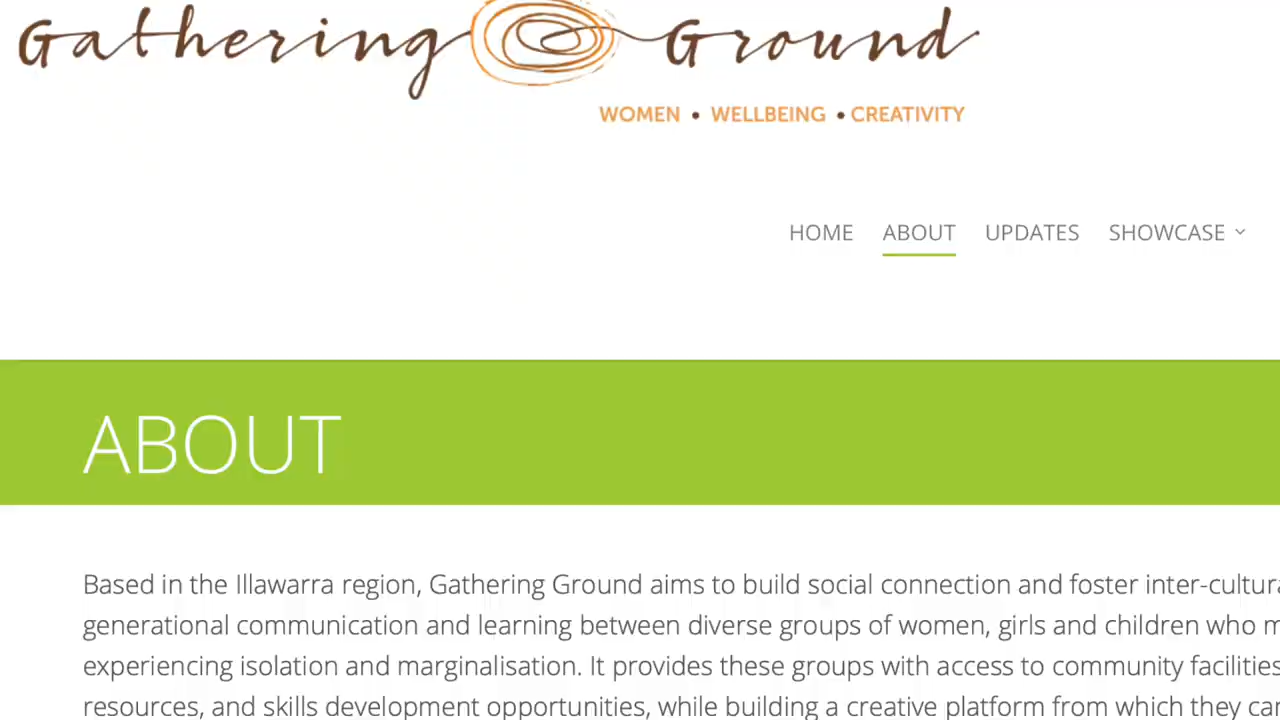 Gathering Ground
WOMEN • WELLBEING • CREATIVITY
HOME ABOUT UPDATES SHOWCASE
ABOUT
Based in the Illawarra region, Gathering Ground aims to build social connection and foster
generational communication and learning between diverse groups of women, girls and children who
experiencing isolation and marginalisation. It provides these groups with access to community facilities
resources, and skills development opportunities, while building a creative platform from which they